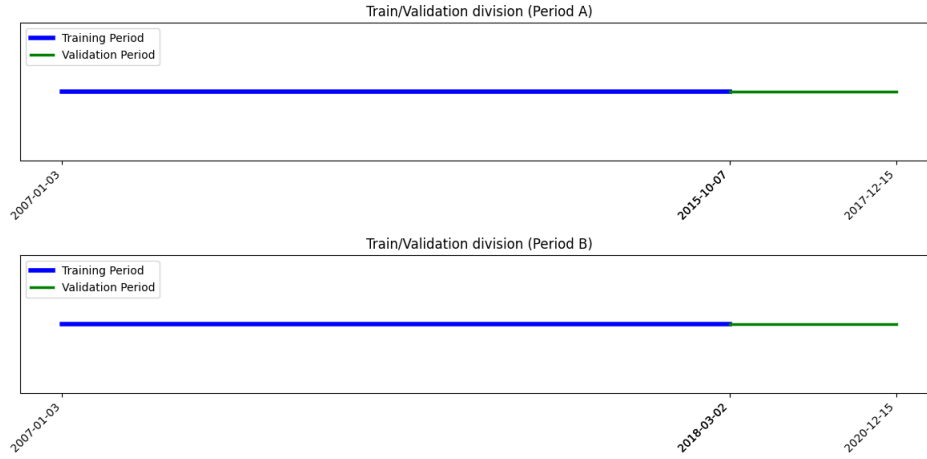 Train/Validation division (Period A)
Training Period
Validation Period
2007-01-03
2015-10-07
2017-12-15
Train/Validation division (Period B)
Training Period
Validation Period
2007-01-03
2018-03-02
2020-12-15